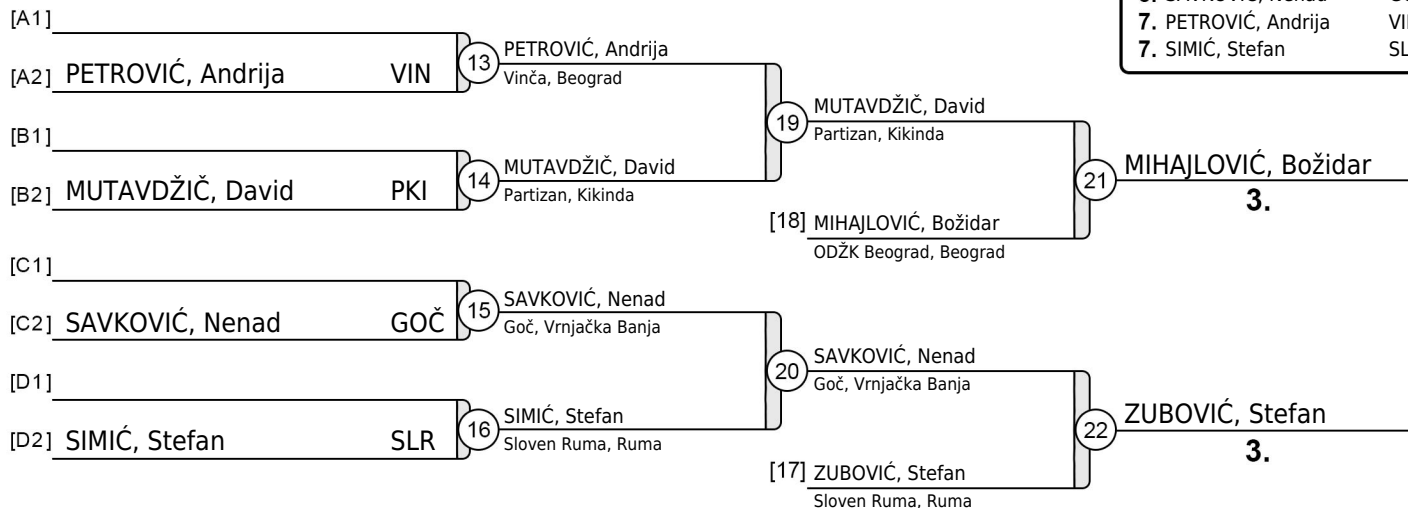 7. PETROVIĆ, Andrija
7. SIMIĆ, Stefan
[A1]
[A2] PETROVIĆ, Andrija VIN
13
PETROVIĆ, Andrija
Vinča, Beograd
[B1]
[B2] MUTAVDŽIČ, David PKI
14
MUTAVDŽIČ, David
Partizan, Kikinda
19
MUTAVDŽIČ, David
Partizan, Kikinda
[18] MIHAJLOVIĆ, Božidar
ODŽK Beograd, Beograd
21
MIHAJLOVIĆ, Božidar
3.
[C1]
[C2] SAVKOVIĆ, Nenad GOČ
15
SAVKOVIĆ, Nenad
Goč, Vrnjačka Banja
[D1]
[D2] SIMIĆ, Stefan SLR
16
SIMIĆ, Stefan
Sloven Ruma, Ruma
20
SAVKOVIĆ, Nenad
Goč, Vrnjačka Banja
[17] ZUBOVIĆ, Stefan
Sloven Ruma, Ruma
22
ZUBOVIĆ, Stefan
3.